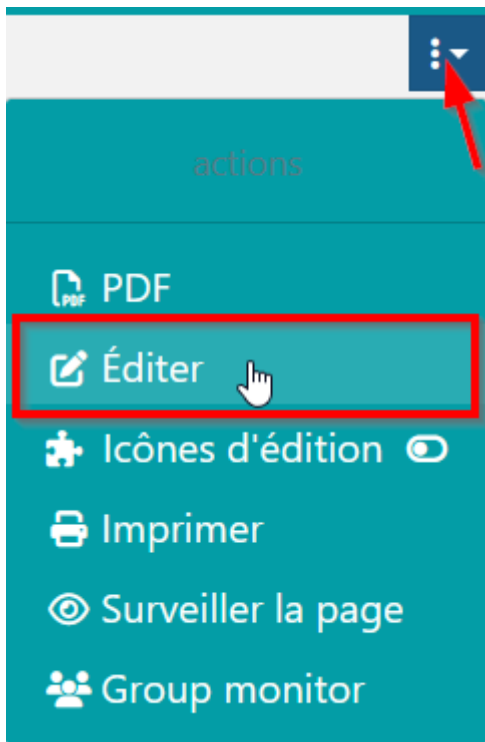 actions
PDF
Éditer
Icônes d'édition
Imprimer
Surveiller la page
Group monitor